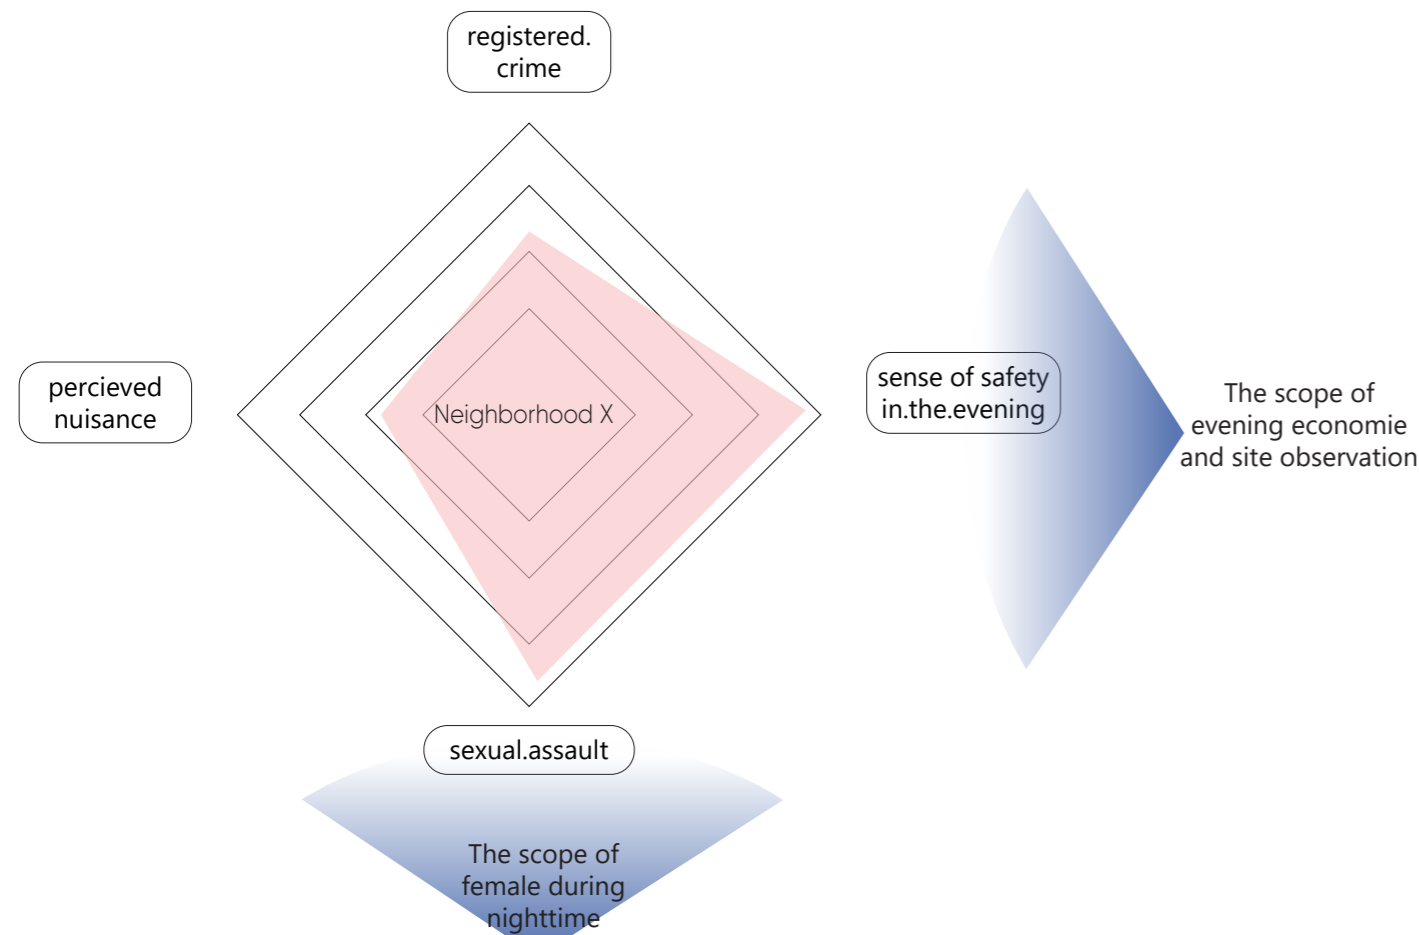 registered.
crime
percieved
nuisance
Neighborhood X
sense of safety
in.the.evening
The scope of
evening economie
and site observation
sexual.assault
The scope of
female during
nighttime